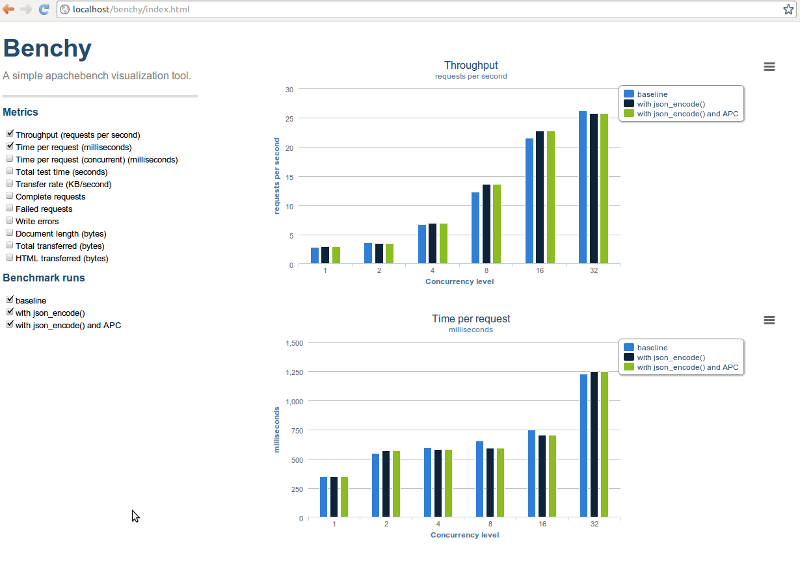 localhost/benchy/index.html
Benchy
A simple apachebench visualization tool.
Metrics
Throughput (requests per second)
Time per request (milliseconds)
Time per request (concurrent) (milliseconds)
Total test time (seconds)
Transfer rate (KB/second)
Complete requests
Failed requests
Write errors
Document length (bytes)
Total transferred (bytes)
HTML transferred (bytes)
Benchmark runs
baseline
with json_encode()
with json_encode() and APC
Throughput
requests per second
baseline
with json_encode()
with json_encode() and APC
requests per second
30
25
20
15
10
5
0
1 2 4 8 16 32
Concurrency level
Time per request
milliseconds
baseline
with json_encode()
with json_encode() and APC
milliseconds
1,500
1,250
1,000
750
500
250
0
1 2 4 8 16 32
Concurrency level